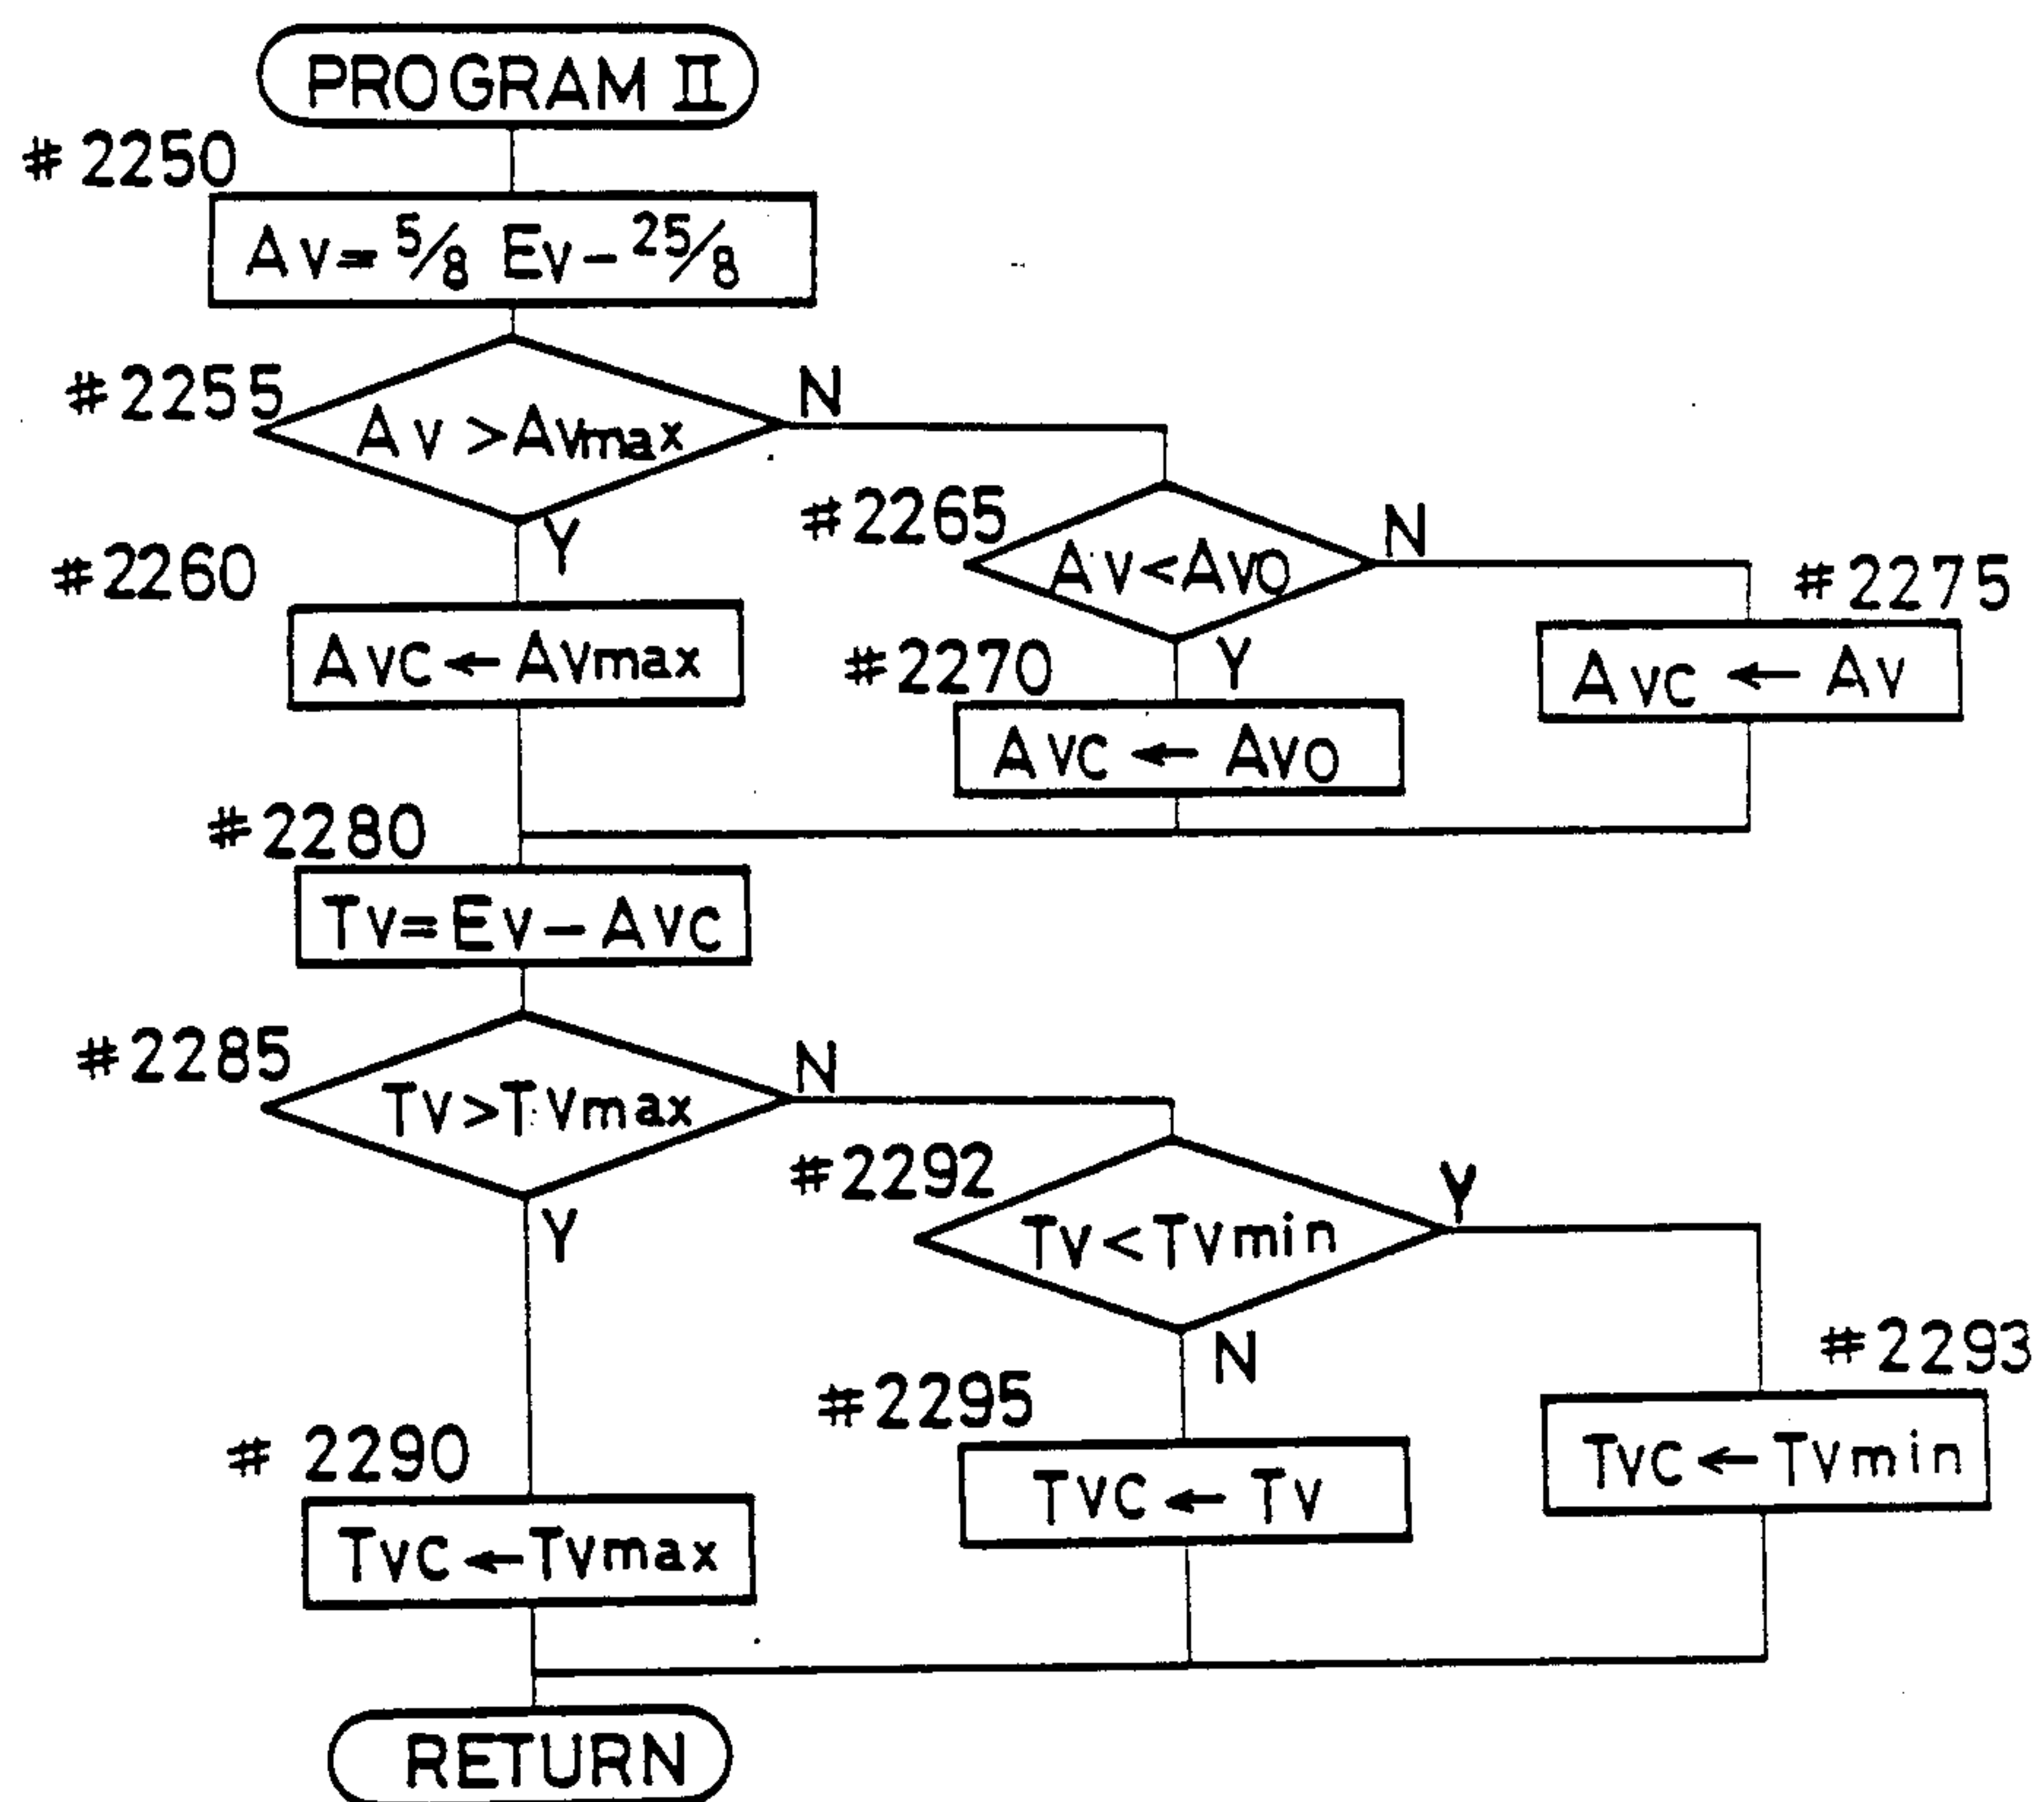 PROGRAM II
#2250
Av=5/8 Ev-25/8
#2255
Av>Avmax
N
Y
#2260
Avc←Avmax
#2265
Av<Avo
N
Y
#2270
Avc←Avo
#2275
Avc←Av
#2280
Tv=Ev-Avc
#2285
Tv>Tvmax
N
Y
#2292
Tv<Tvmin
Y
N
#2293
Tvc←Tvmin
#2295
Tvc←Tv
# 2290
Tvc←Tvmax
RETURN